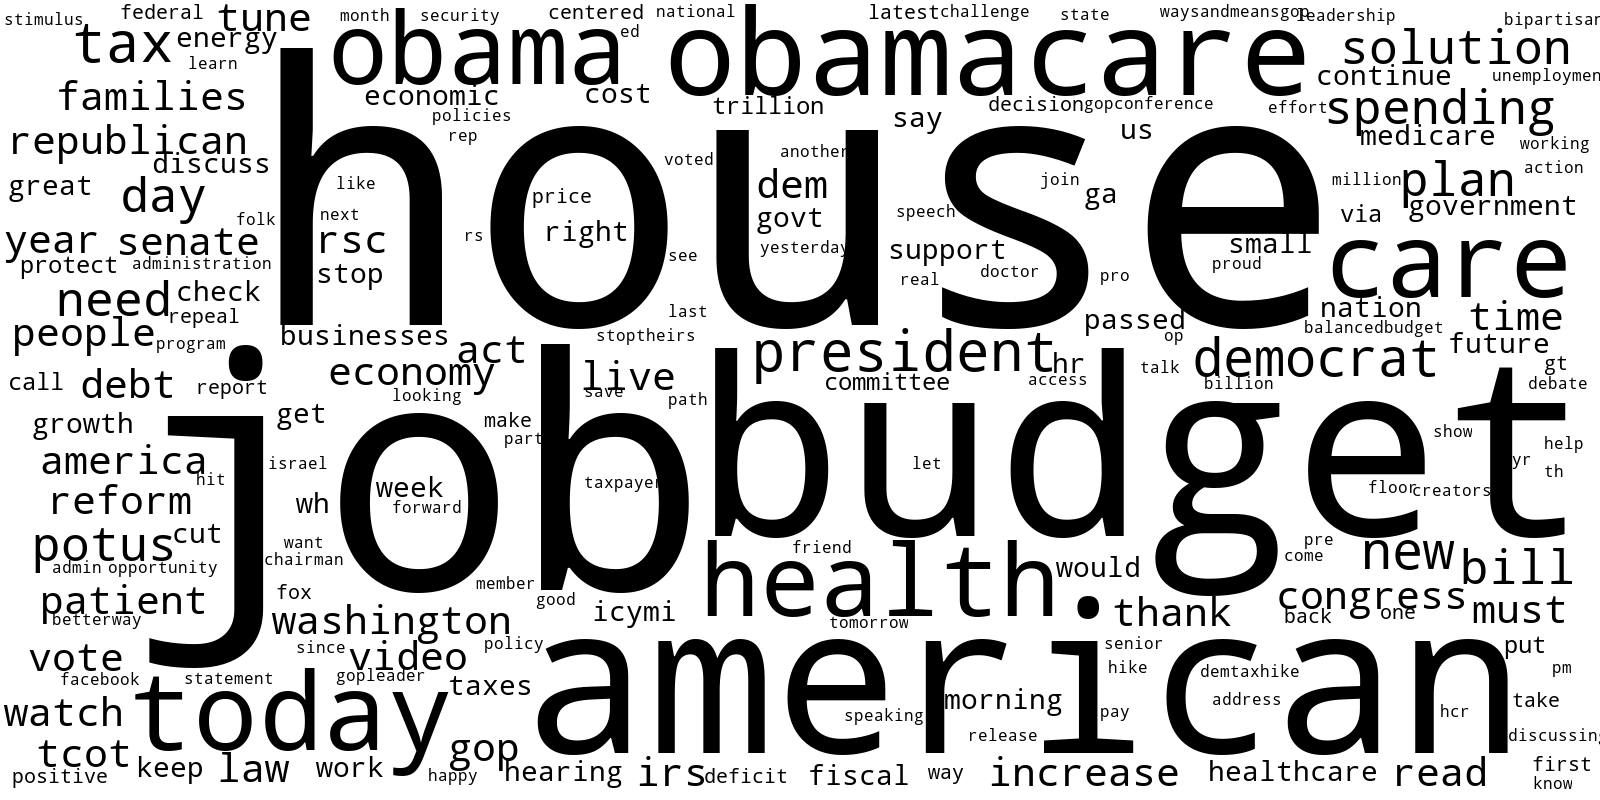 stimulus federal tune month security centered national latest challenge state waysandmeansgop leadership bipartisan
tax energy obama ed obamacare solution
learn continue unemployment
families economic cost trillion decision gopconference effort spending
republican policies say us medicare
rep working
discuss voted another
great day like price dem join ga million plan action
folk next right govt speech via government
year senate rsc rs house support small care
protect administration stop see yesterday real doctor pro proud
need check last nation
people repeal businesses stoptheirs passed balancedbudget time
program act president op democrat future
call debt report economy live committee hr access talk billion gt debate
growth get looking save path
make show
america hit israel part let help
reform wh week job taxpayer budget floor creators yr th
potus cut forward
want friend pre come new
admin opportunity chairman health would bill
patient fox member good icymi congress must
betterway washington tomorrow thank back one
vote since video policy senior put
facebook statement gopleader taxes hike demtaxhike pm
watch today american morning pay address hcr take
tcot gop speaking release discussing
positive keep law work happy hearing irs deficit fiscal way increase healthcare read first
know